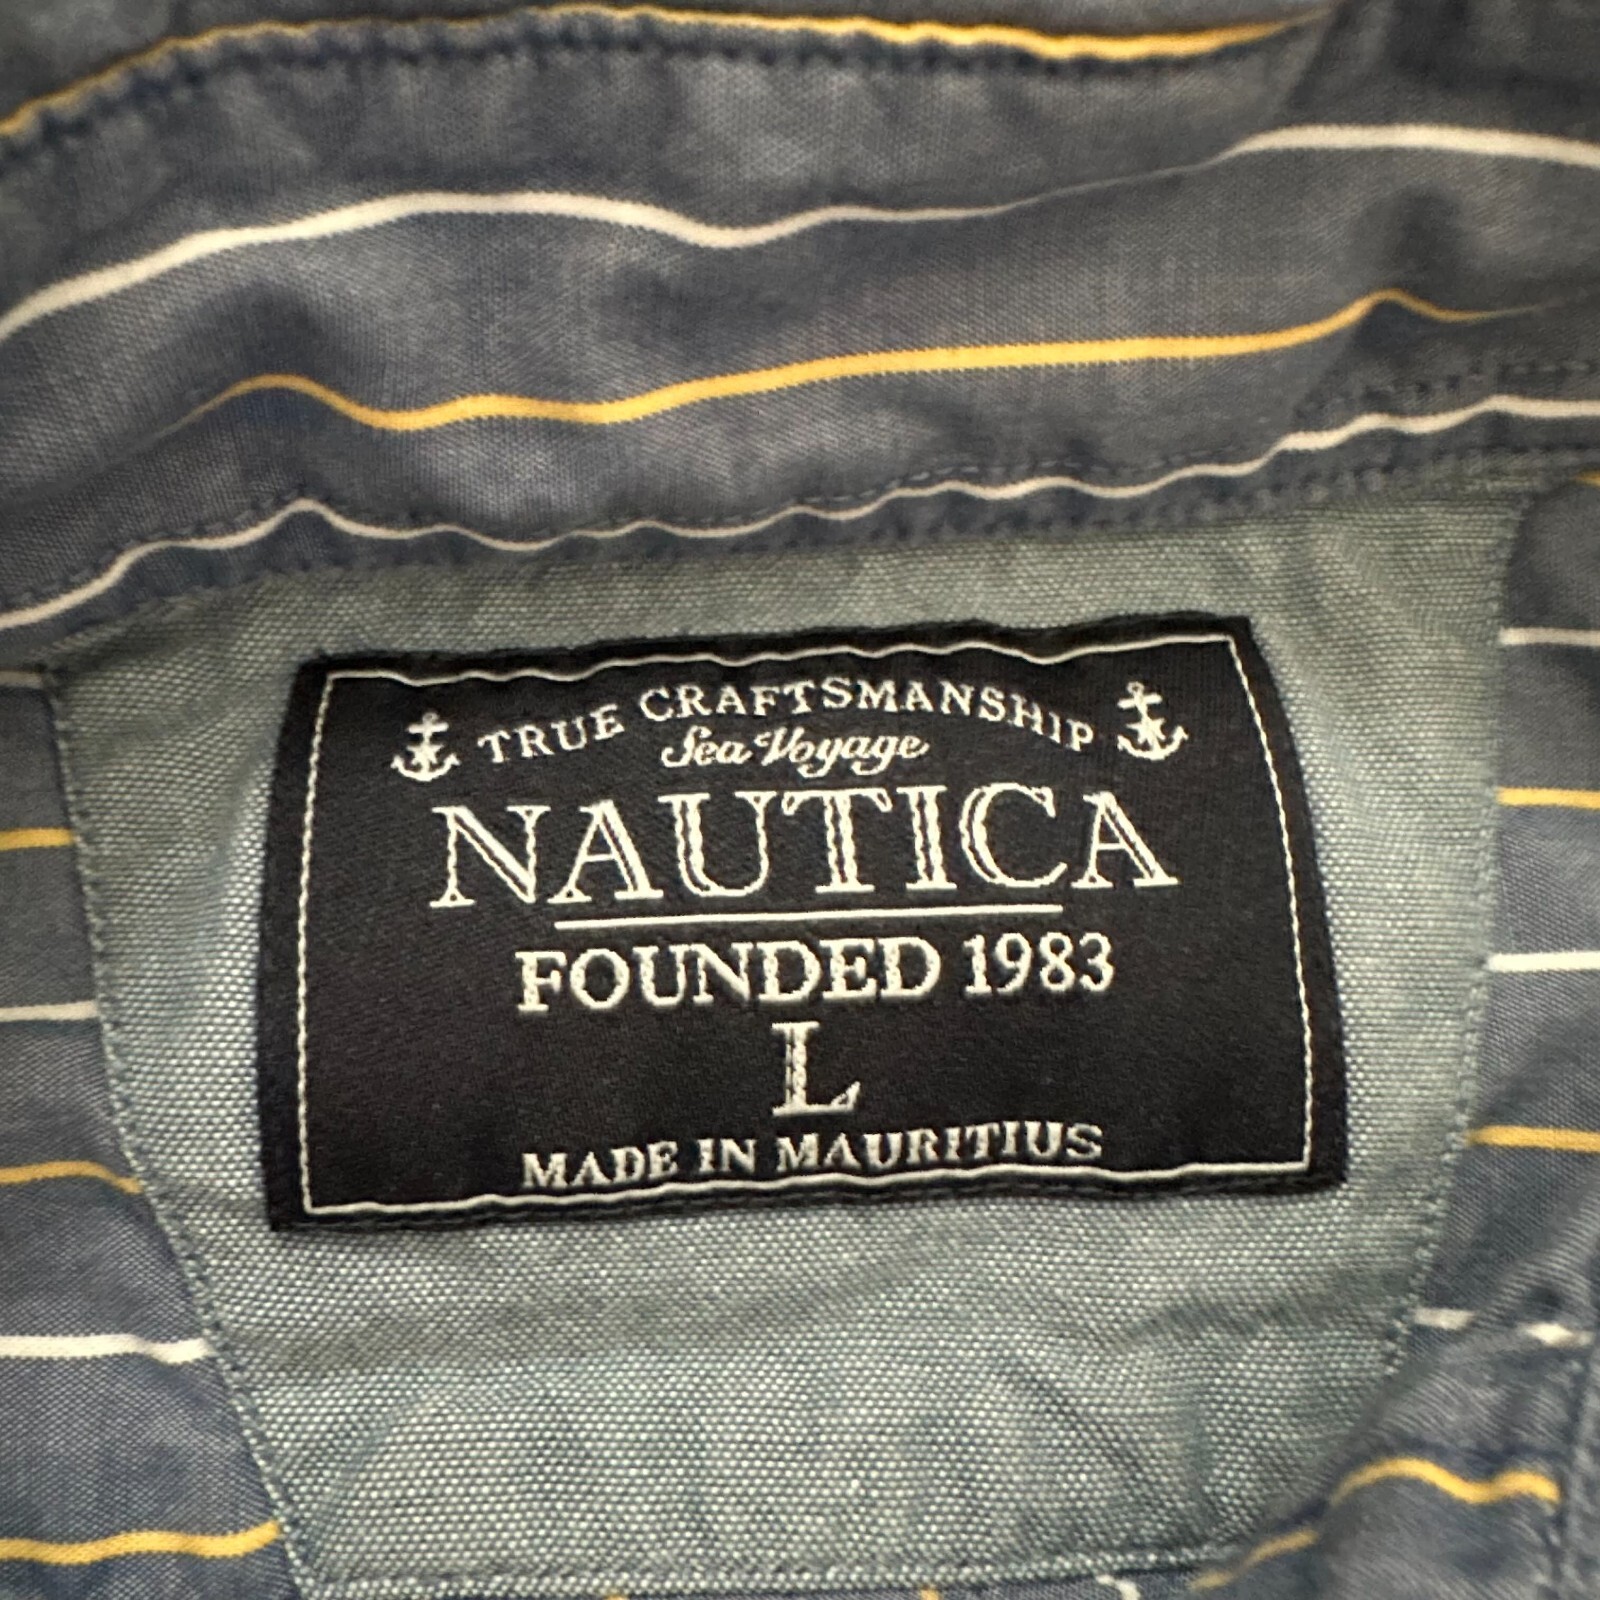 TRUE CRAFTSMANSHIP
Sea Voyage
NAUTICA
FOUNDED 1983
L
MADE IN MAURITIUS